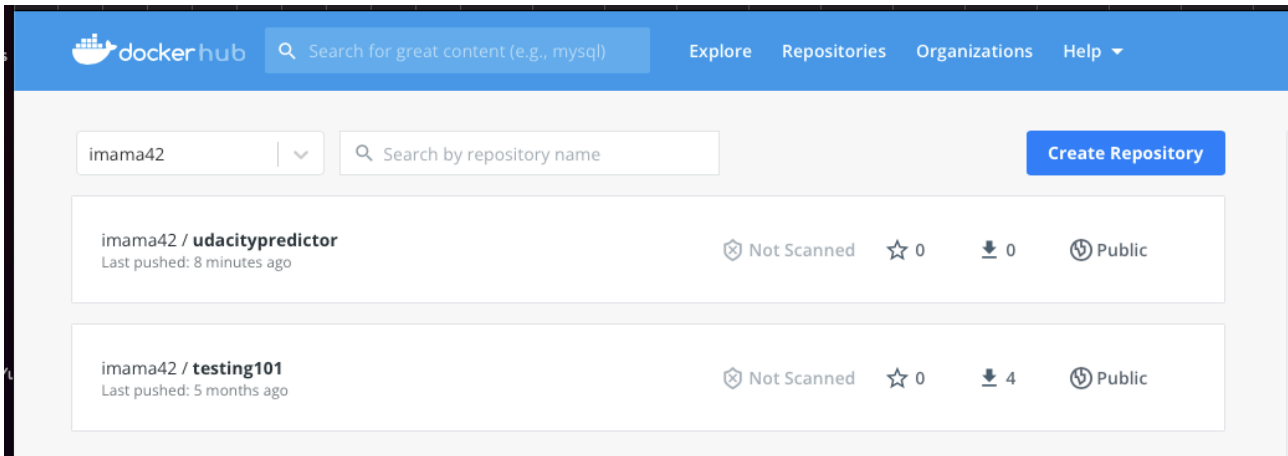 dockerhub Search for great content (e.g., mysql) Explore Repositories Organizations Help
imama42 Search by repository name Create Repository
imama42 / udacitypredictor Not Scanned 0 0 Public
Last pushed: 8 minutes ago
imama42 / testing101 Not Scanned 0 4 Public
Last pushed: 5 months ago